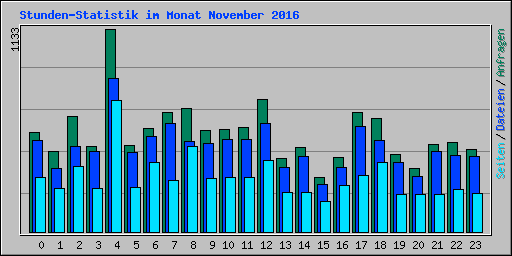 Stunden-Statistik im Monat November 2016
1133
Seiten / Dateien / Anfragen
0 1 2 3 4 5 6 7 8 9 10 11 12 13 14 15 16 17 18 19 20 21 22 23